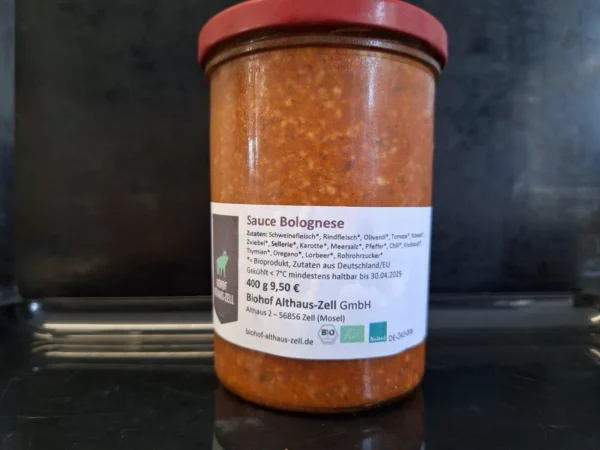 Sauce Bolognese
Zutaten: Schweinefleisch*, Rindfleisch*, Olivenöl*, Tomate*,
Zwiebel*, Sellerie*, Karotte*, Meersalz*, Pfeffer*, Chili*, Knoblauch*,
Thymian*, Oregano*, Lorbeer*, Rohrohrzucker*
*= Bioprodukt, Zutaten aus Deutschland/EU
Gekühlt < 7°C mindestens haltbar bis 30.04.2025
400 g 9,50 €
Biohof Althaus-Zell GmbH
Althaus 2 – 56856 Zell (Mosel)
biohof-althaus-zell.de
BIO